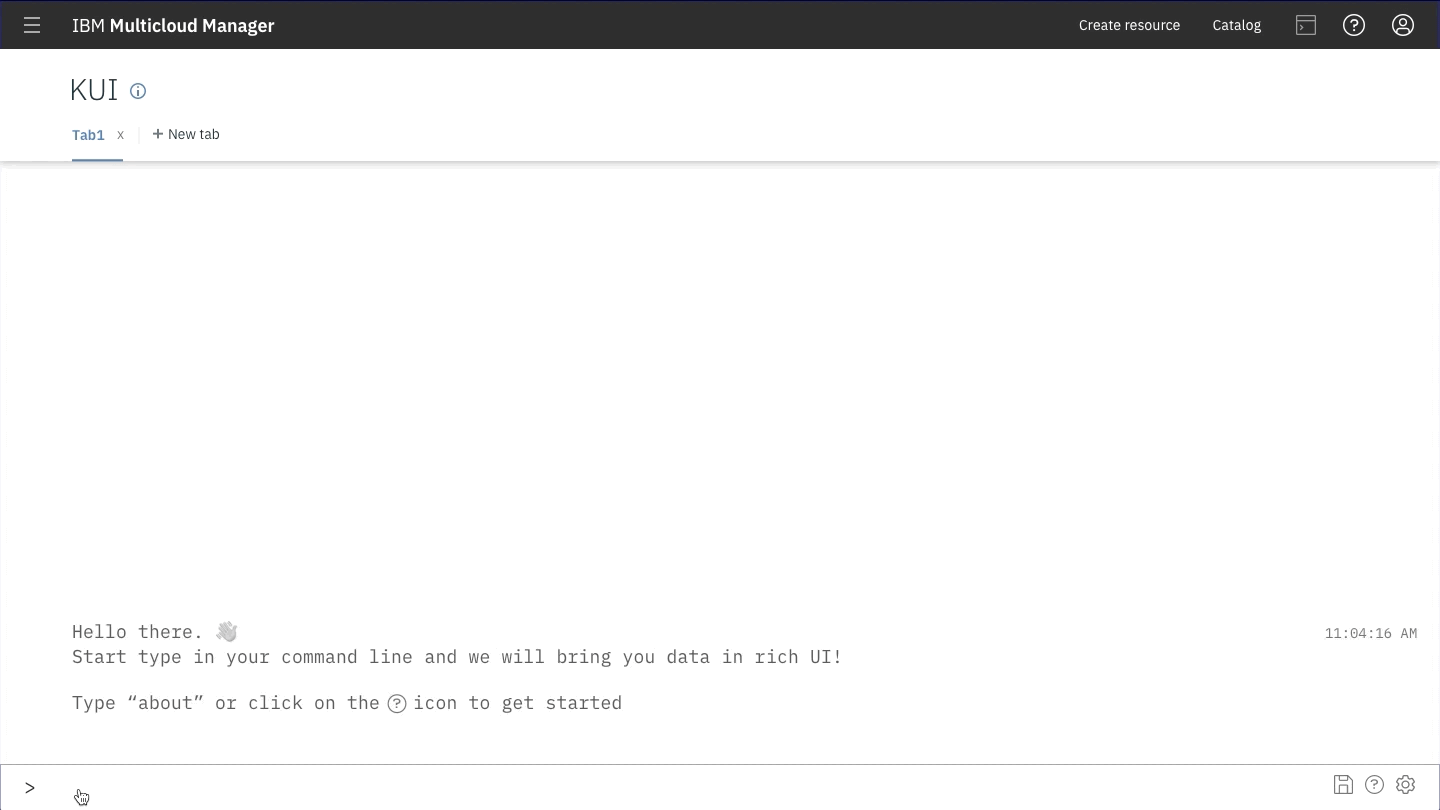 IBM Multicloud Manager
Create resource
Catalog
KUI
Tab1 x
+ New tab
Hello there. 👋
11:04:16 AM
Start type in your command line and we will bring you data in rich UI!
Type “about” or click on the ? icon to get started
>